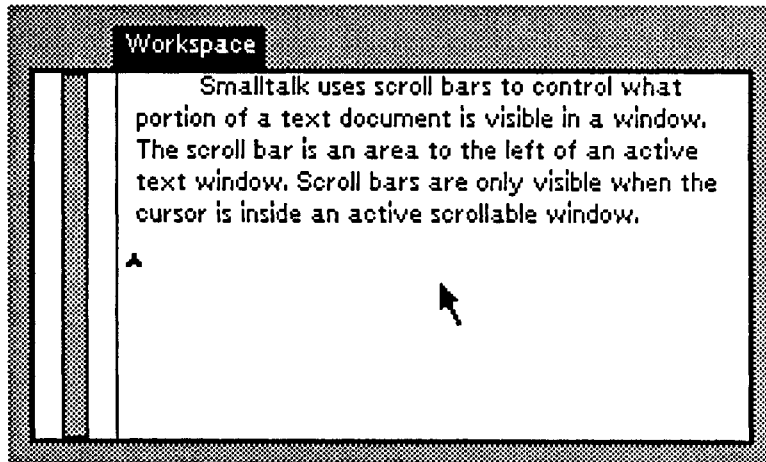 Workspace
Smalltalk uses scroll bars to control what
portion of a text document is visible in a window.
The scroll bar is an area to the left of an active
text window. Scroll bars are only visible when the
cursor is inside an active scrollable window.